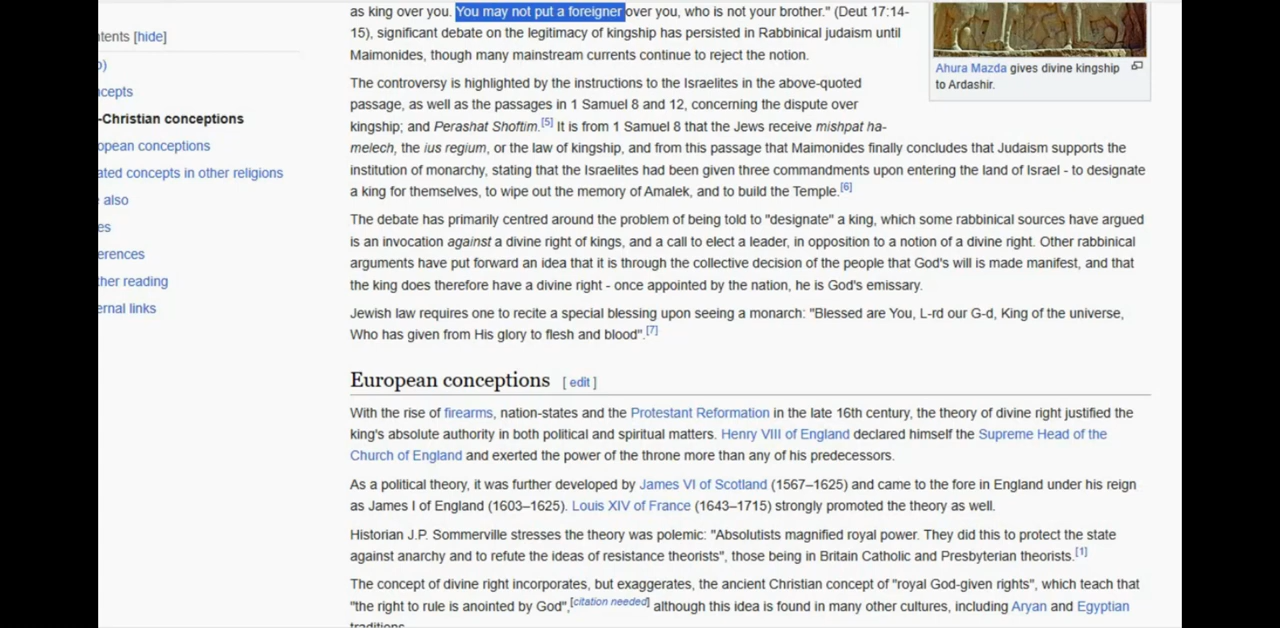 as king over you. You may not put a foreigner over you, who is not your brother." (Deut 17:14-
15), significant debate on the legitimacy of kingship has persisted in Rabbinical judaism until
Maimonides, though many mainstream currents continue to reject the notion.
The controversy is highlighted by the instructions to the Israelites in the above-quoted
passage, as well as the passages in 1 Samuel 8 and 12, concerning the dispute over
kingship; and Perashat Shoftim.[5] It is from 1 Samuel 8 that the Jews receive mishpat ha-
melech, the ius regium, or the law of kingship, and from this passage that Maimonides finally concludes that Judaism supports the
institution of monarchy, stating that the Israelites had been given three commandments upon entering the land of Israel - to designate
a king for themselves, to wipe out the memory of Amalek, and to build the Temple.[6]
The debate has primarily centred around the problem of being told to "designate" a king, which some rabbinical sources have argued
is an invocation against a divine right of kings, and a call to elect a leader, in opposition to a notion of a divine right. Other rabbinical
arguments have put forward an idea that it is through the collective decision of the people that God's will is made manifest, and that
the king does therefore have a divine right - once appointed by the nation, he is God's emissary.
Jewish law requires one to recite a special blessing upon seeing a monarch: "Blessed are You, L-rd our G-d, King of the universe,
Who has given from His glory to flesh and blood".[7]
European conceptions [ edit ]
With the rise of firearms, nation-states and the Protestant Reformation in the late 16th century, the theory of divine right justified the
king's absolute authority in both political and spiritual matters. Henry VIII of England declared himself the Supreme Head of the
Church of England and exerted the power of the throne more than any of his predecessors.
As a political theory, it was further developed by James VI of Scotland (1567–1625) and came to the fore in England under his reign
as James I of England (1603–1625). Louis XIV of France (1643–1715) strongly promoted the theory as well.
Historian J.P. Sommerville stresses the theory was polemic: "Absolutists magnified royal power. They did this to protect the state
against anarchy and to refute the ideas of resistance theorists", those being in Britain Catholic and Presbyterian theorists.[1]
The concept of divine right incorporates, but exaggerates, the ancient Christian concept of "royal God-given rights", which teach that
"the right to rule is anointed by God",[citation needed] although this idea is found in many other cultures, including Aryan and Egyptian
traditions.
Ahura Mazda gives divine kingship
to Ardashir.
tents [hide]
)
cepts
-Christian conceptions
opean conceptions
ated concepts in other religions
also
es
erences
ther reading
ernal links